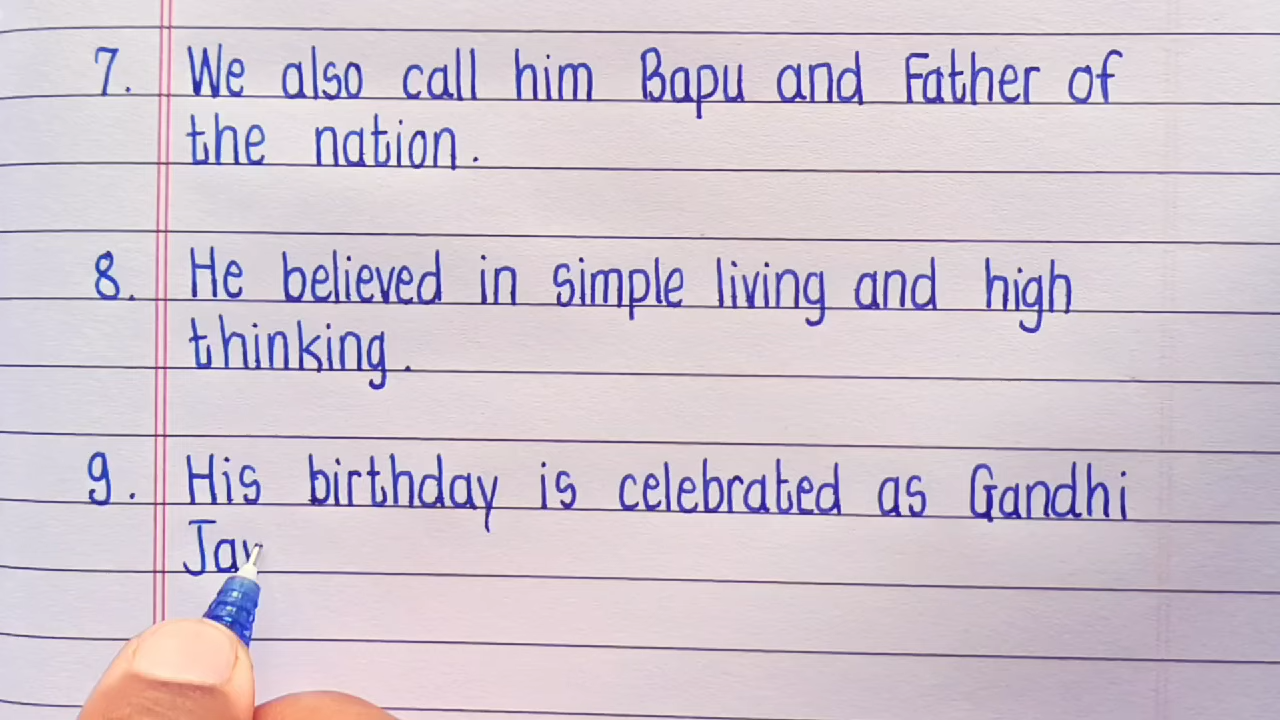 7. We also call him Bapu and Father of
the nation.
8. He believed in simple living and high
thinking.
9. His birthday is celebrated as Gandhi